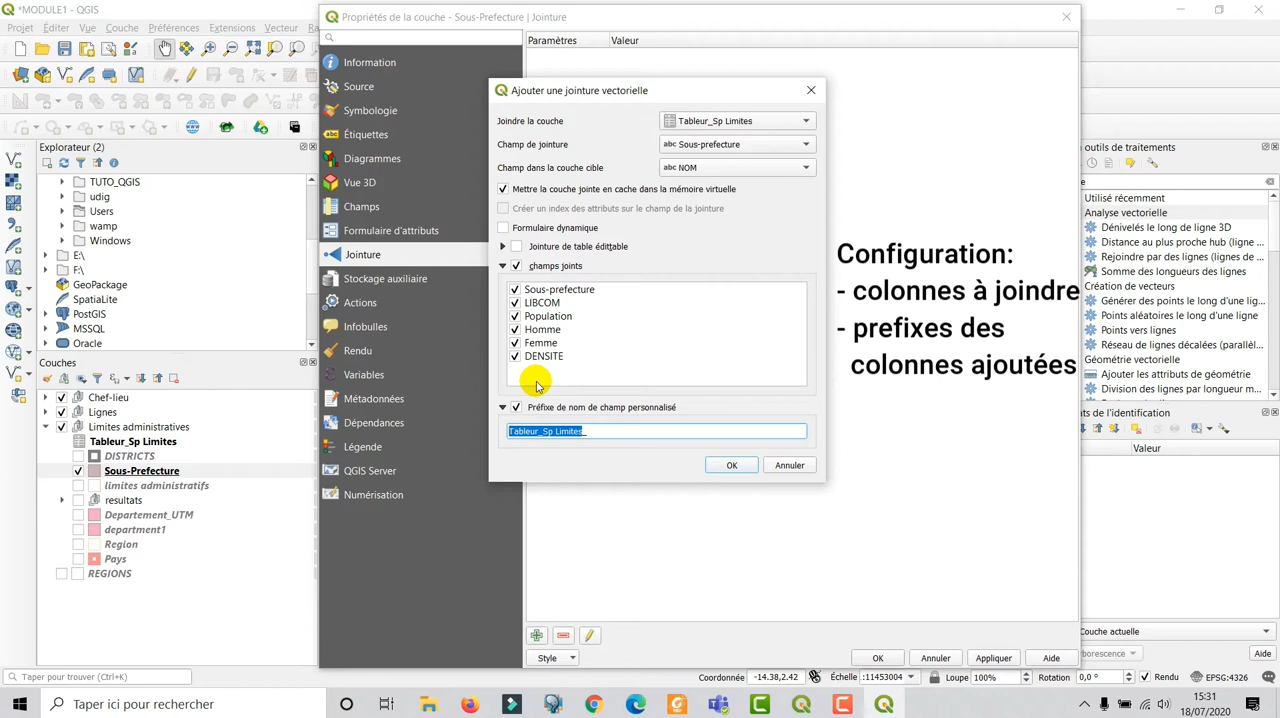 *MODULE1 - QGIS
Projet Éditer Vue Couche Préférences Extensions Vecteur
Explorateur (2)
TUTO_QGIS
udig
Users
wamp
Windows
E:\
F:\
GeoPackage
SpatiaLite
PostGIS
MSSQL
Oracle
Couches
Chef-lieu
Lignes
Limites administratives
Tableur_Sp Limites
DISTRICTS
Sous-Prefecture
limites administratifs
resultats
Departement_UTM
department1
Region
Pays
REGIONS
Propriétés de la couche - Sous-Prefecture | Jointure
Information
Source
Symbologie
abc Étiquettes
Diagrammes
Vue 3D
Champs
Formulaire d'attributs
Jointure
Stockage auxiliaire
Actions
Infobulles
Rendu
Variables
Métadonnées
Dépendances
Légende
QGIS Server
Numérisation
Paramètres Valeur
Ajouter une jointure vectorielle
Joindre la couche Tableur_Sp Limites
Champ de jointure abc Sous-prefecture
Champ dans la couche cible abc NOM
Mettre la couche jointe en cache dans la mémoire virtuelle
Créer un index des attributs sur le champ de la jointure
Formulaire dynamique
Jointure de table édittable
champs joints
Sous-prefecture
LIBCOM
Population
Homme
Femme
DENSITE
Préfixe de nom de champ personnalisé
Tableur_Sp Limites_
OK Annuler
Configuration:
- colonnes à joindre
- prefixes des
colonnes ajoutées
Style OK Annuler Appliquer Aide
outils de traitements
Utilisé récemment
Analyse vectorielle
Dénivelés de ligne 3D
Distance au plus proche hub (ligne
Rejoindre par des lignes (ligne
Somme des longueurs des lignes
Création de vecteurs
Générer des points le long d'une lig
Points aléatoires le long d'une ligne
Points vers lignes
Réseau de lignes décalées (parallèl
Géométrie vectorielle
Ajouter les attributs de géométrie
Division des lignes par longueur m
ts de l'identification
Valeur
Couche actuelle
borescence Aide
Taper pour trouver (Ctrl+K)
Coordonnée -14.38,2.42 Échelle :11453004 Loupe 100% Rotation 0,0 ° Rendu EPSG:4326
Taper ici pour rechercher
15:31
18/07/2020